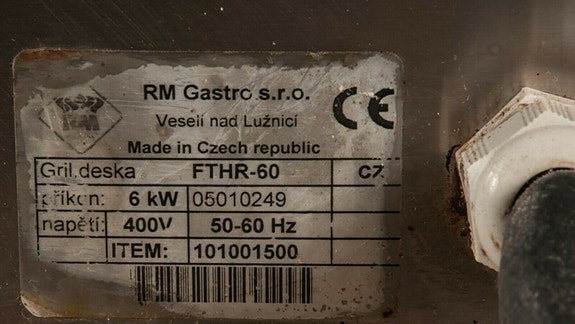 RM Gastro s.r.o.
Veselí nad Lužnicí
CE
Made in Czech republic
Gril.deska FTHR-60 CZ
příkon: 6 kW 05010249
napětí: 400V 50-60 Hz
ITEM: 101001500